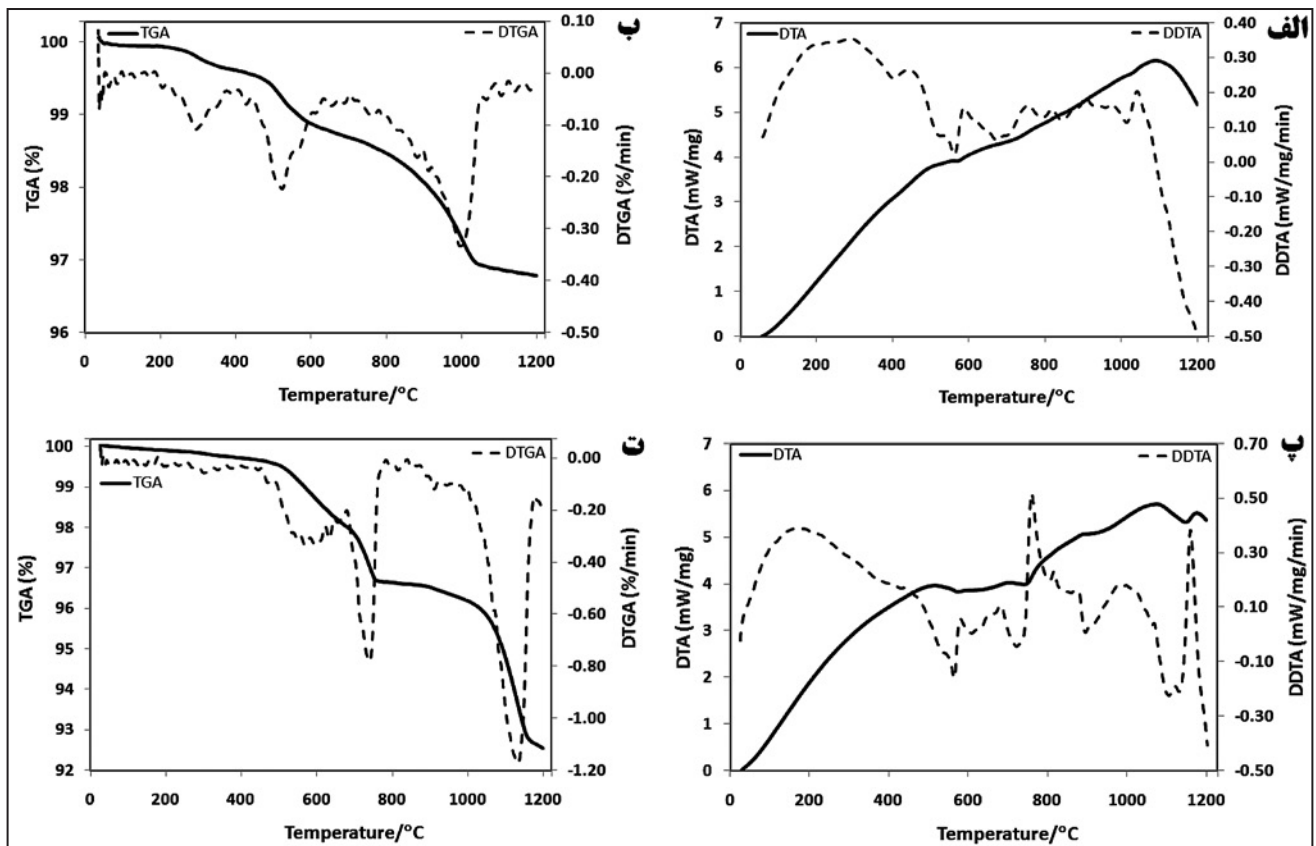 ب
TGA
DTGA
TGA (%)
100
99
98
97
96
0.10
0.00
-0.10
-0.20
-0.30
-0.40
-0.50
DTGA (%/min)
0 200 400 600 800 1000 1200
Temperature/°C
الف
DTA
DDTA
DTA (mW/mg)
7
6
5
4
3
2
1
0
0.40
0.30
0.20
0.10
0.00
-0.10
-0.20
-0.30
-0.40
-0.50
DDTA (mW/mg/min)
0 200 400 600 800 1000 1200
Temperature/°C
ت
DTGA
TGA
TGA (%)
100
99
98
97
96
95
94
93
92
0.00
-0.20
-0.40
-0.60
-0.80
-1.00
-1.20
DTGA (%/min)
0 200 400 600 800 1000 1200
Temperature/°C
پ
DTA
DDTA
DTA (mW/mg)
7
6
5
4
3
2
1
0
0.70
0.50
0.30
0.10
-0.10
-0.30
-0.50
DDTA (mW/mg/min)
0 200 400 600 800 1000 1200
Temperature/°C